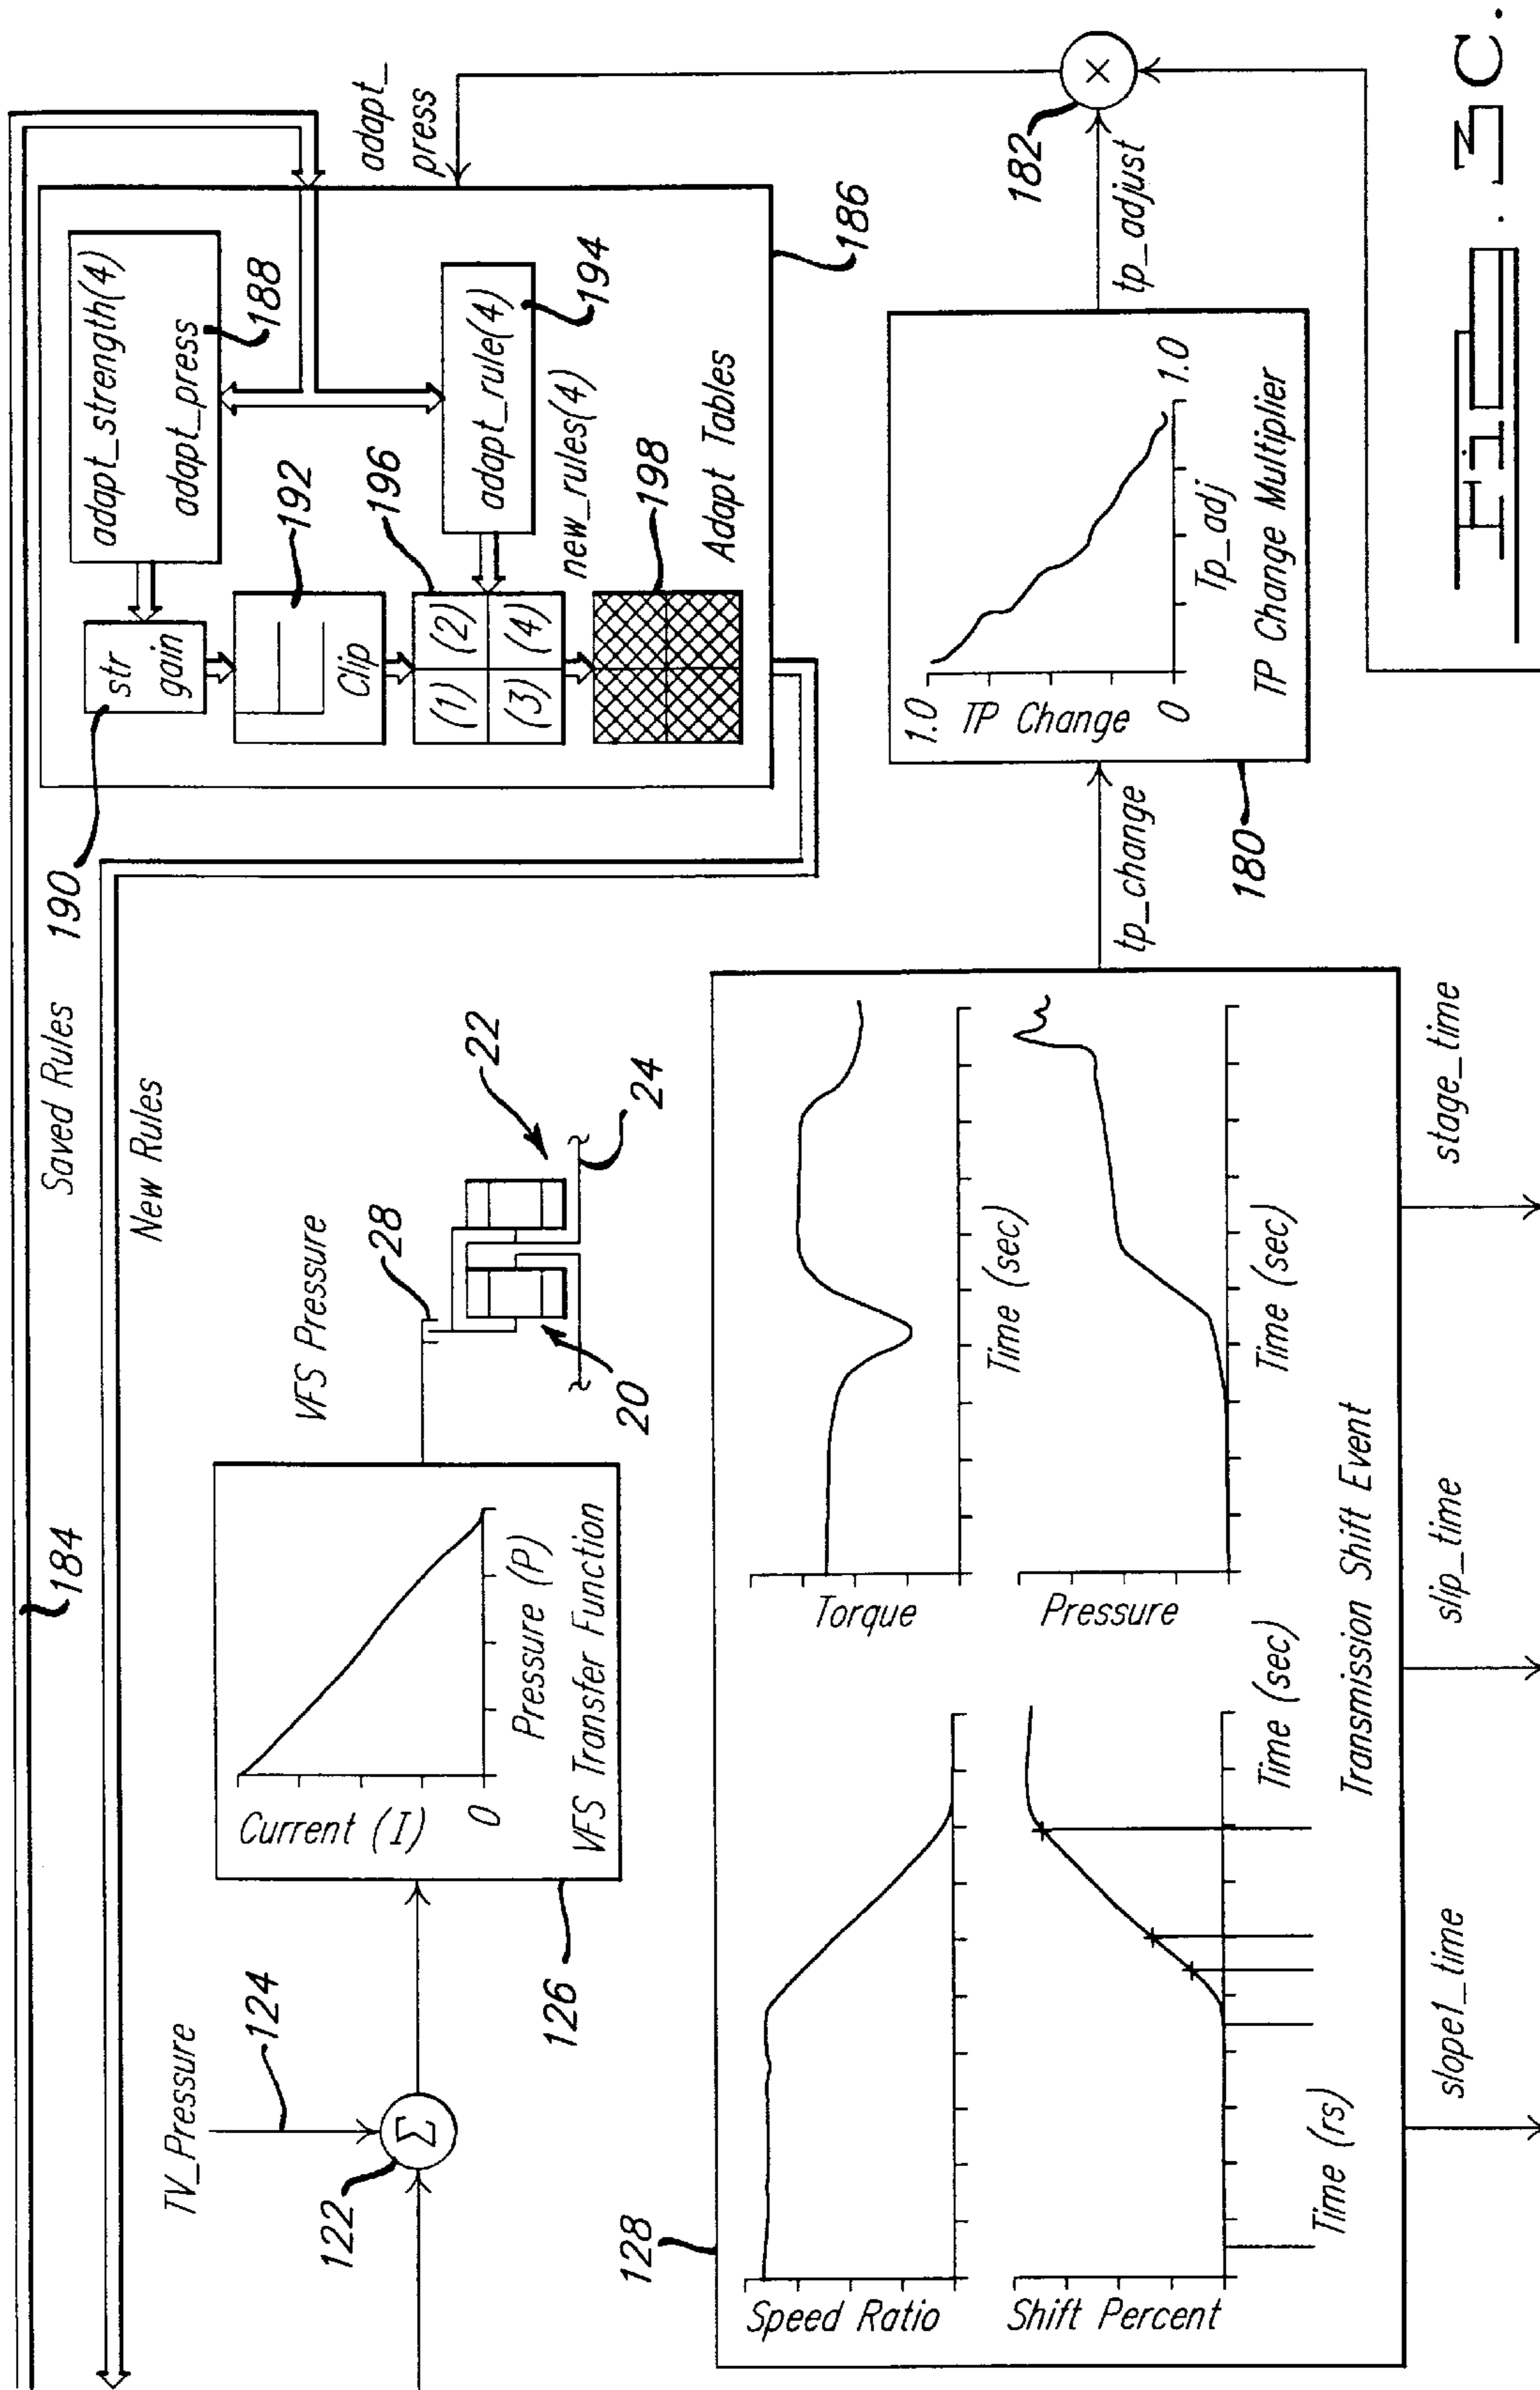 184
Saved Rules
190
New Rules
TV_Pressure
124
122
Σ
126
Current (I)
0
Pressure (P)
VFS Transfer Function
VFS Pressure
28
22
20
24
str
gain
adapt_strength(4)
adapt_press
188
192
Clip
196
(1)
(2)
(3)
(4)
adapt_rule(4)
194
new_rules(4)
198
Adapt Tables
186
adapt_
press
128
Speed Ratio
Torque
Time (sec)
Shift Percent
Pressure
Time (rs)
Time (sec)
Time (sec)
Transmission Shift Event
slope1_time
slip_time
stage_time
tp_change
180
1.0
TP Change
0
Tp_adj
1.0
TP Change Multiplier
tp_adjust
182
×
FIG. 3C.